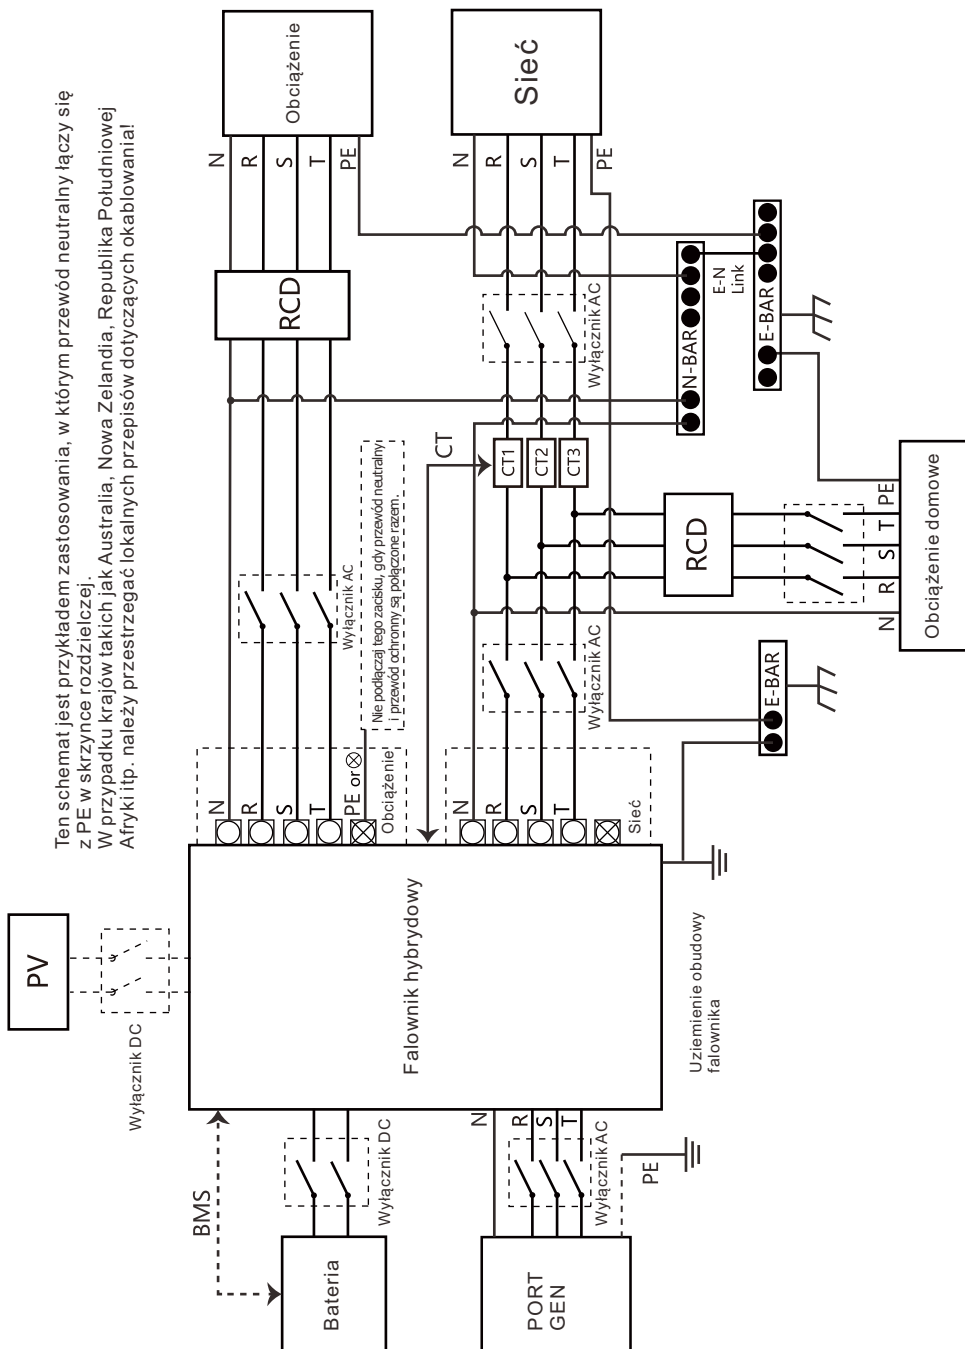 Ten schemat jest przykładem zastosowania, w którym przewód neutralny łączy się
z PE w skrzynce rozdzielczej.
W przypadku krajów takich jak Australia, Nowa Zelandia, Republika Południowej
Afryki itp. należy przestrzegać lokalnych przepisów dotyczących okablowania!
PV
Wyłącznik DC
BMS
Bateria
Wyłącznik DC
PORT
GEN
N
R
S
T
Wyłącznik AC
PE
Falownik hybrydowy
Uziemienie obudowy
falownika
N
R
S
T
PE or
Obciążenie
Nie podłączaj tego zacisku, gdy przewód neutralny
i przewód ochronny są połączone razem.
Wyłącznik AC
RCD
N
R
S
T
PE
Obciążenie
N
R
S
T
Sieć
Wyłącznik AC
CT
CT1
CT2
CT3
Wyłącznik AC
N
R
S
T
PE
Sieć
RCD
N
R
S
T
PE
Obciążenie domowe
E-BAR
N-BAR
E-N
Link
E-BAR